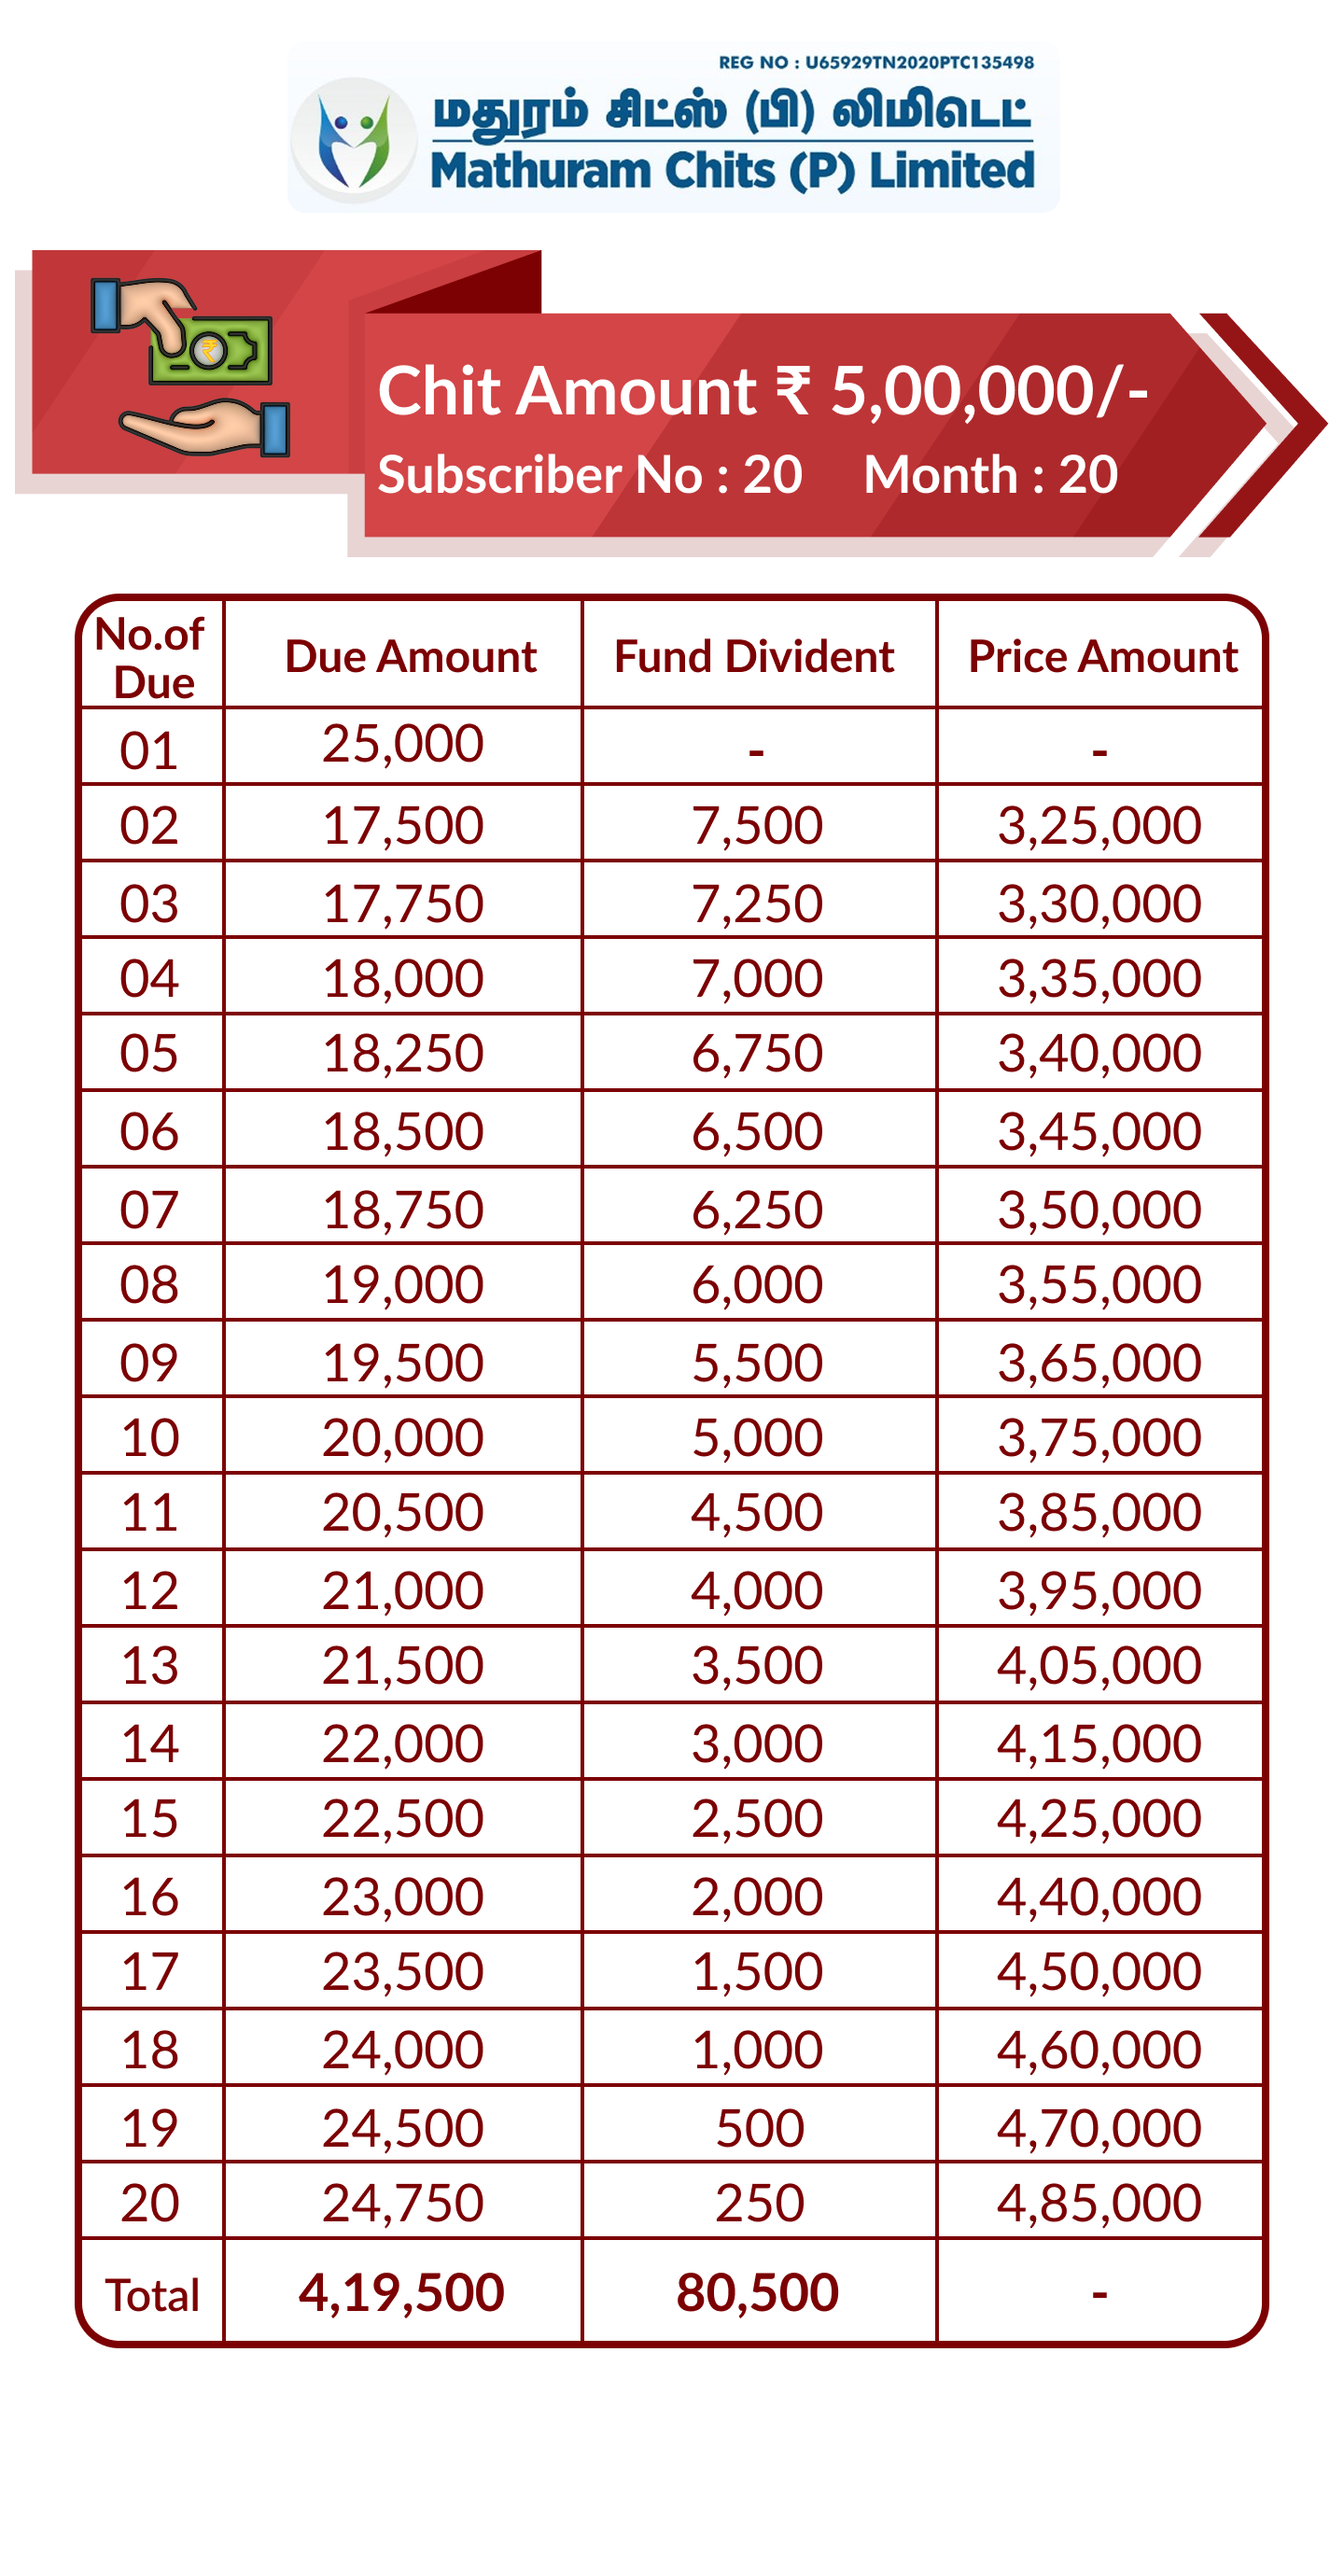 REG NO : U65929TN2020PTC135498
மதுரம் சிட்ஸ் (பி) லிமிடெட்
Mathuram Chits (P) Limited
Chit Amount ₹ 5,00,000/-
Subscriber No : 20 Month : 20
No.of Due Due Amount Fund Divident Price Amount
01 25,000 - -
02 17,500 7,500 3,25,000
03 17,750 7,250 3,30,000
04 18,000 7,000 3,35,000
05 18,250 6,750 3,40,000
06 18,500 6,500 3,45,000
07 18,750 6,250 3,50,000
08 19,000 6,000 3,55,000
09 19,500 5,500 3,65,000
10 20,000 5,000 3,75,000
11 20,500 4,500 3,85,000
12 21,000 4,000 3,95,000
13 21,500 3,500 4,05,000
14 22,000 3,000 4,15,000
15 22,500 2,500 4,25,000
16 23,000 2,000 4,40,000
17 23,500 1,500 4,50,000
18 24,000 1,000 4,60,000
19 24,500 500 4,70,000
20 24,750 250 4,85,000
Total 4,19,500 80,500 -